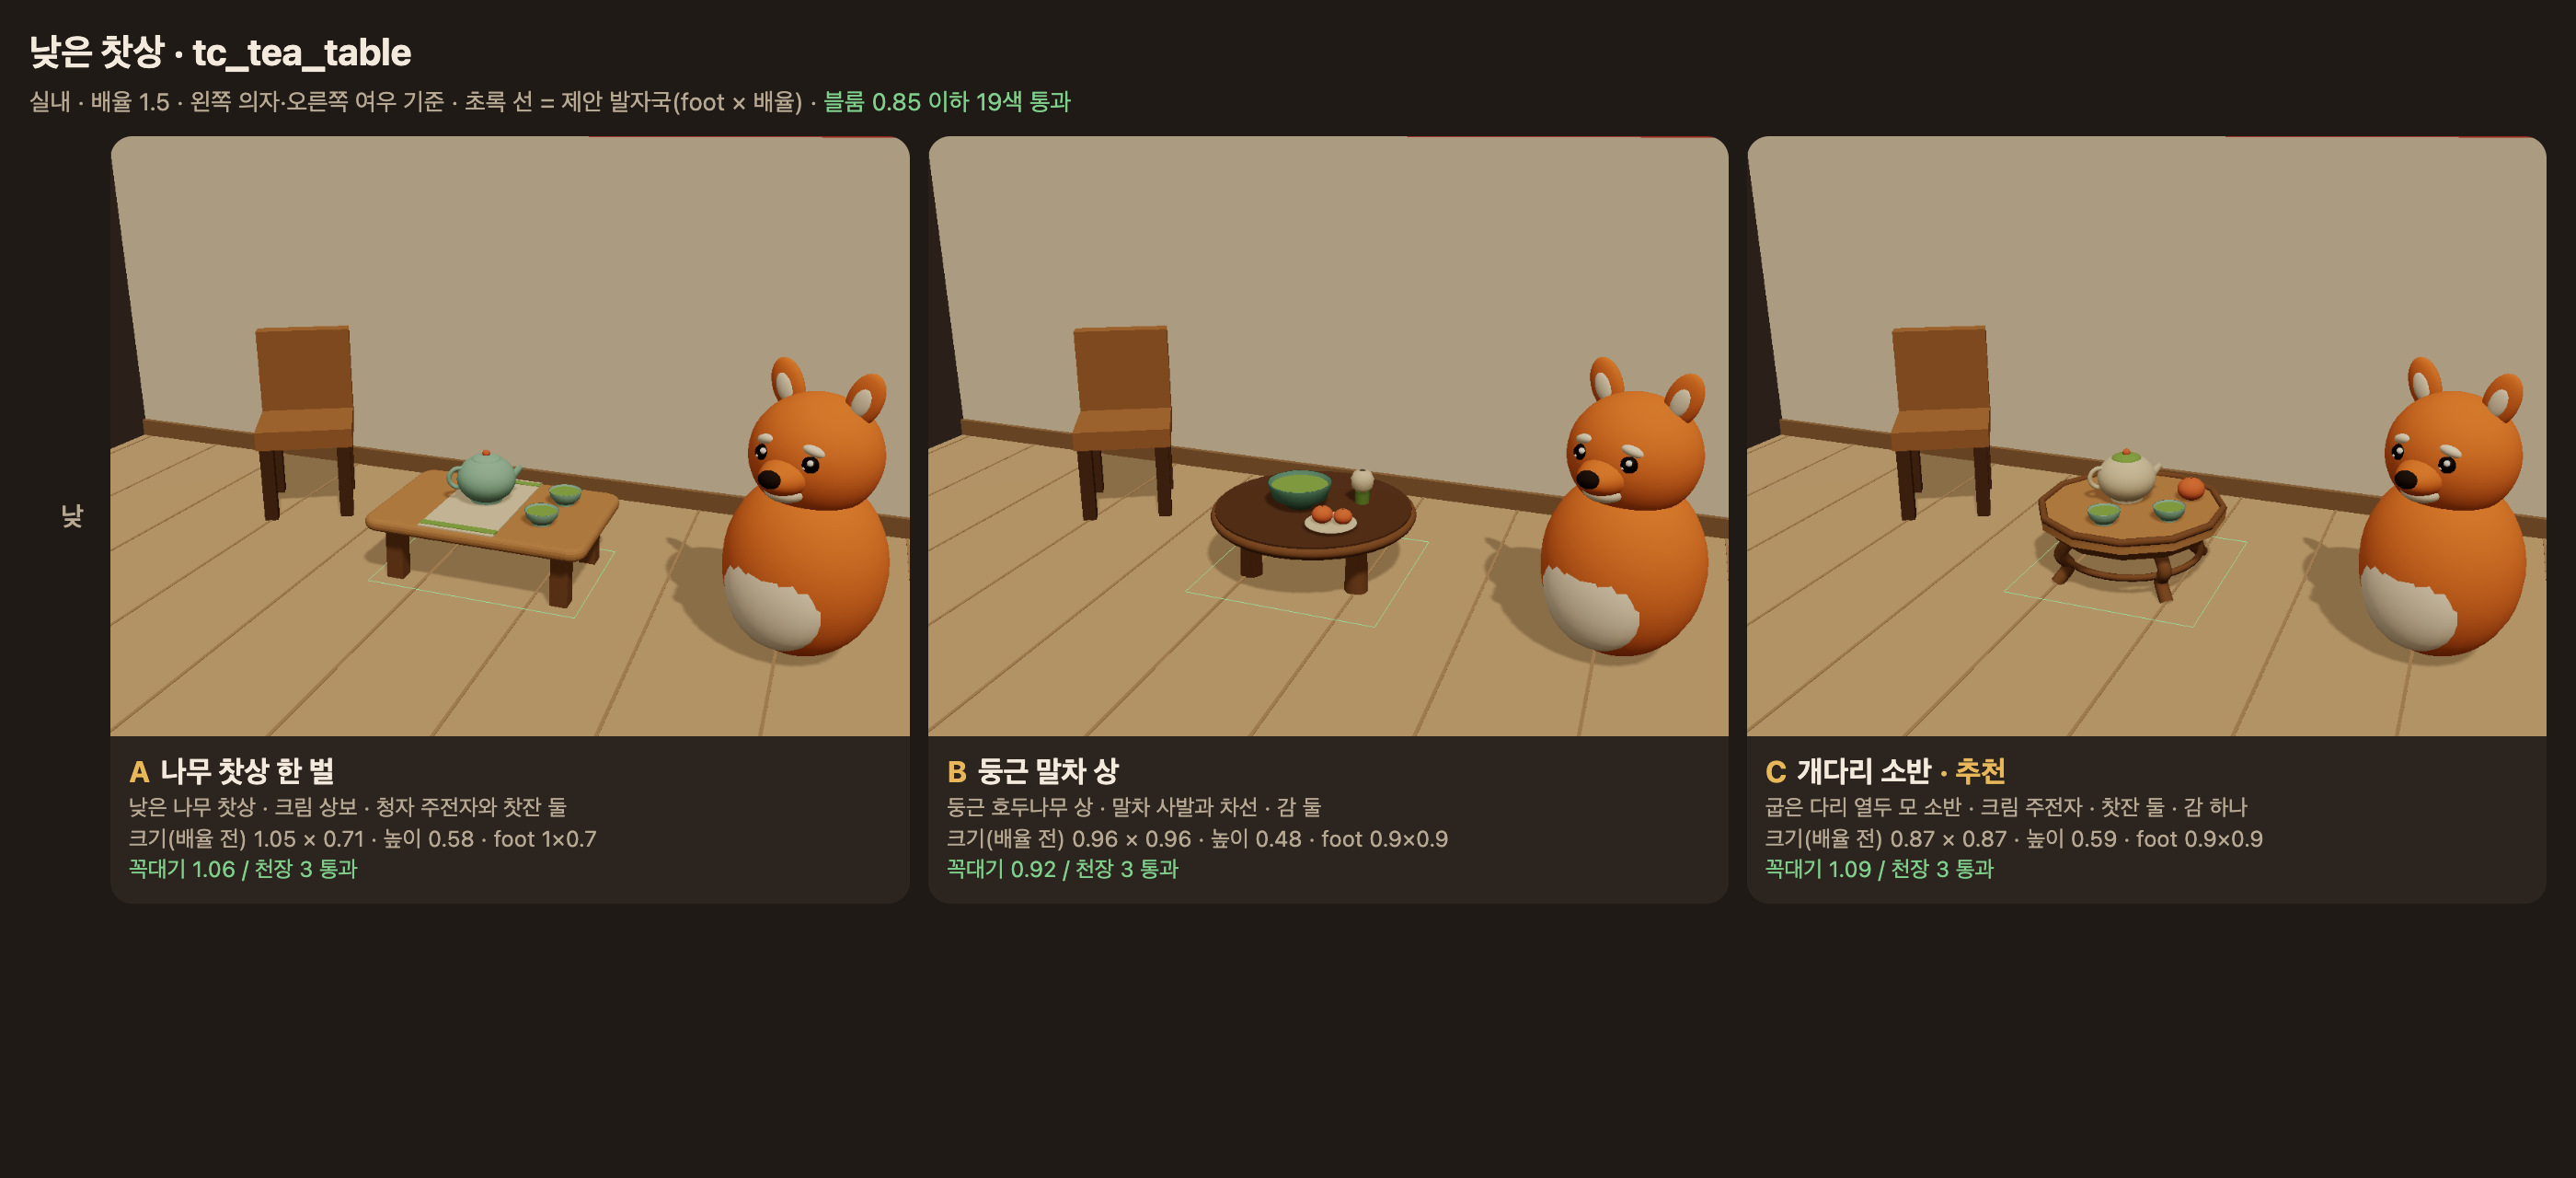 낮은 찻상 · tc_tea_table
실내 · 배율 1.5 · 왼쪽 의자·오른쪽 여우 기준 · 초록 선 = 제안 발자국(foot × 배율) · 블룸 0.85 이하 19색 통과
낮
A 나무 찻상 한 벌
낮은 나무 찻상 · 크림 상보 · 청자 주전자와 찻잔 둘
크기(배율 전) 1.05 × 0.71 · 높이 0.58 · foot 1×0.7
꼭대기 1.06 / 천장 3 통과
B 둥근 말차 상
둥근 호두나무 상 · 말차 사발과 차선 · 감 둘
크기(배율 전) 0.96 × 0.96 · 높이 0.48 · foot 0.9×0.9
꼭대기 0.92 / 천장 3 통과
C 개다리 소반 · 추천
굽은 다리 열두 모 소반 · 크림 주전자 · 찻잔 둘 · 감 하나
크기(배율 전) 0.87 × 0.87 · 높이 0.59 · foot 0.9×0.9
꼭대기 1.09 / 천장 3 통과